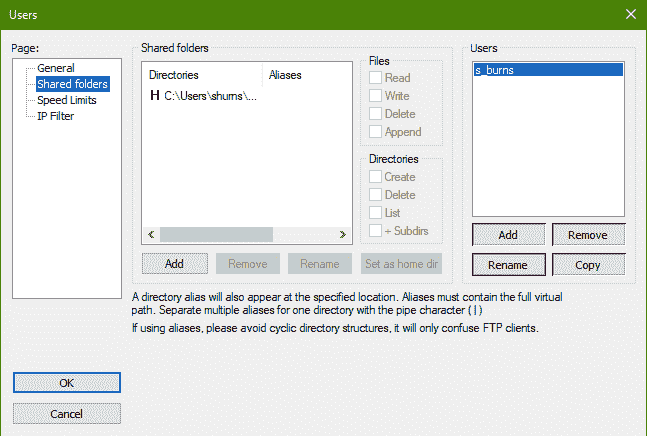 Users
Page:
General
Shared folders
Speed Limits
IP Filter
Shared folders
Directories Aliases
H C:\Users\shurns\...
Files
Read
Write
Delete
Append
Directories
Create
Delete
List
+ Subdirs
Add Remove Rename Set as home dir
Users
s_burns
Add Remove
Rename Copy
A directory alias will also appear at the specified location. Aliases must contain the full virtual
path. Separate multiple aliases for one directory with the pipe character (|)
If using aliases, please avoid cyclic directory structures, it will only confuse FTP clients.
OK
Cancel